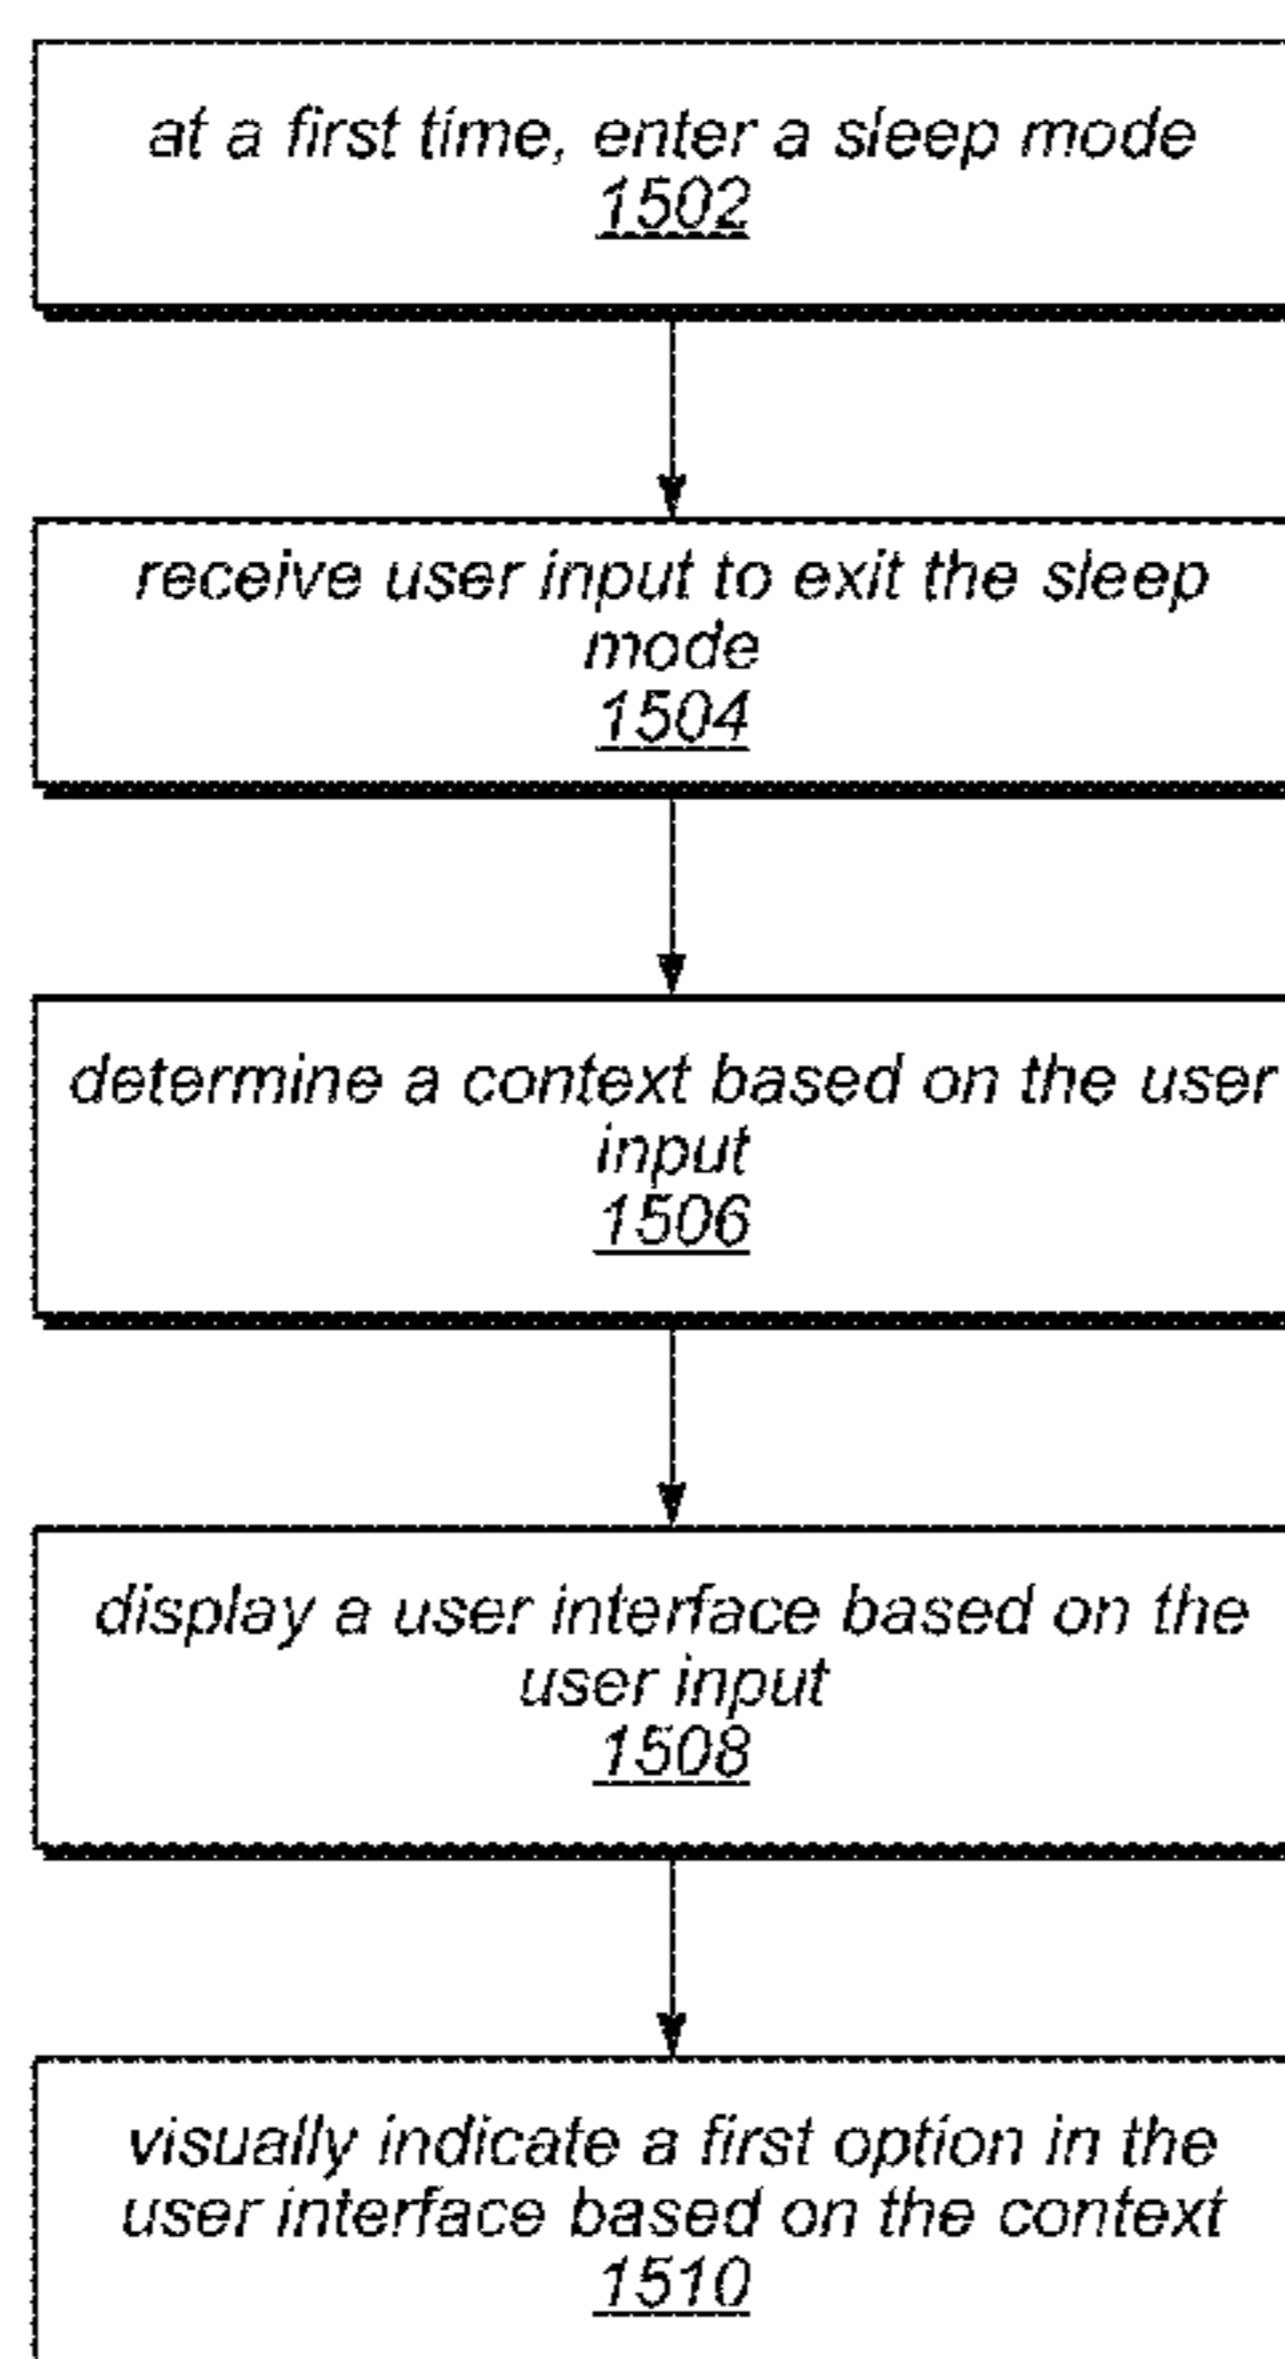 at a first time, enter a sleep mode
1502
receive user input to exit the sleep
mode
1504
determine a context based on the user
input
1506
display a user interface based on the
user input
1508
visually indicate a first option in the
user interface based on the context
1510